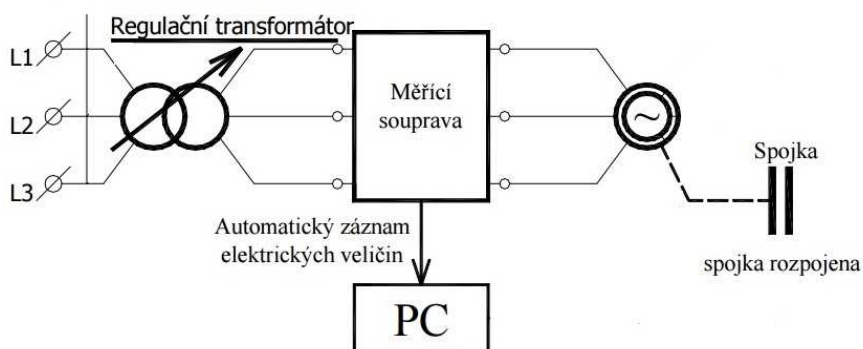 Regulační transformátor
L1
L2
L3
Měřící
souprava
~
Spojka
spojka rozpojena
Automatický záznam
elektrických veličin
PC